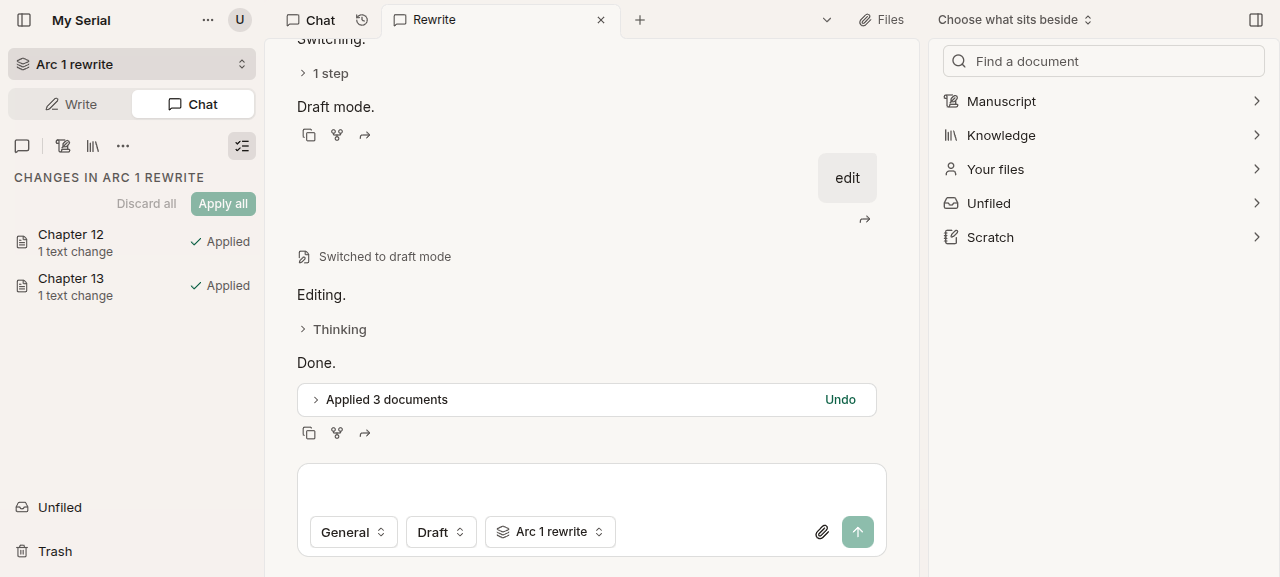 My Serial
U
Chat
Rewrite
Files
Choose what sits beside
Arc 1 rewrite
Write
Chat
CHANGES IN ARC 1 REWRITE
Discard all
Apply all
Chapter 12
1 text change
Applied
Chapter 13
1 text change
Applied
Unfiled
Trash
Switching.
1 step
Draft mode.
edit
Switched to draft mode
Editing.
Thinking
Done.
Applied 3 documents
Undo
General
Draft
Arc 1 rewrite
Find a document
Manuscript
Knowledge
Your files
Unfiled
Scratch